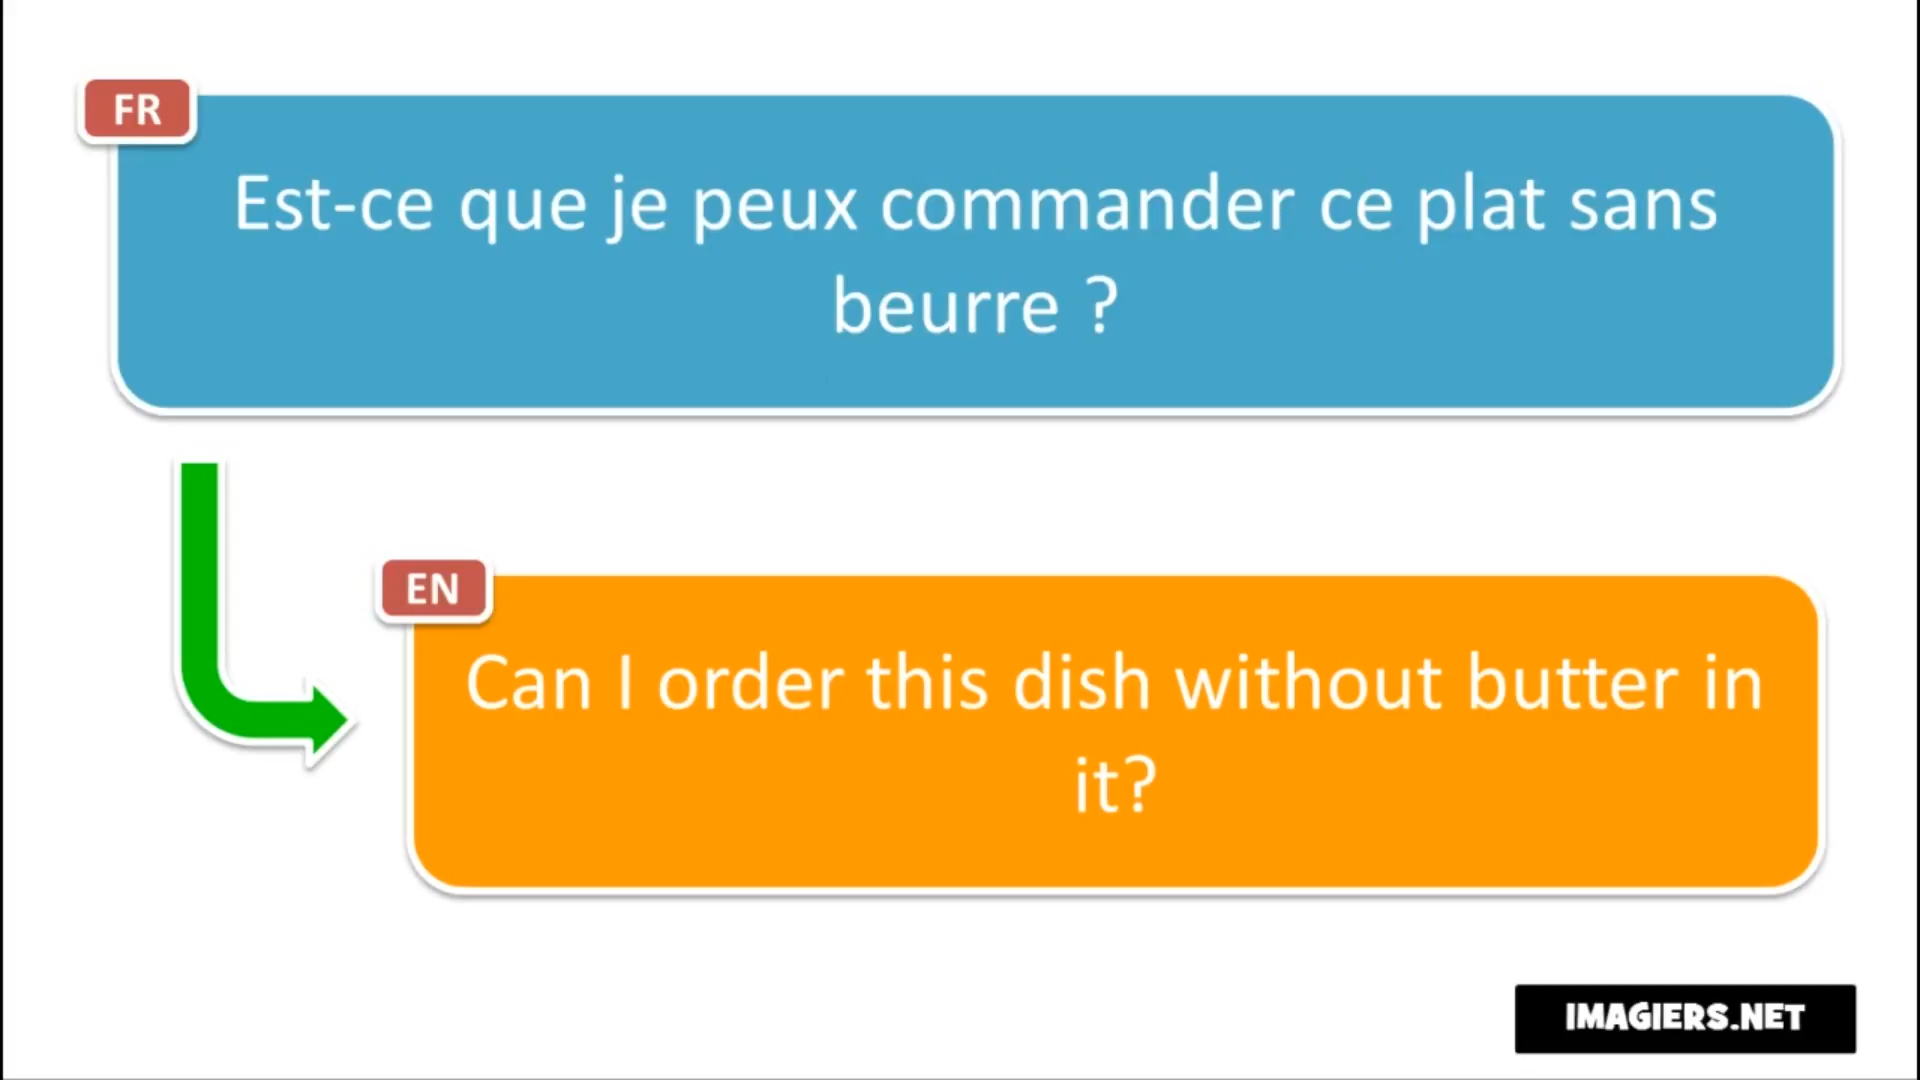 FR
Est-ce que je peux commander ce plat sans
beurre ?
EN
Can I order this dish without butter in
it?
IMAGIERS.NET